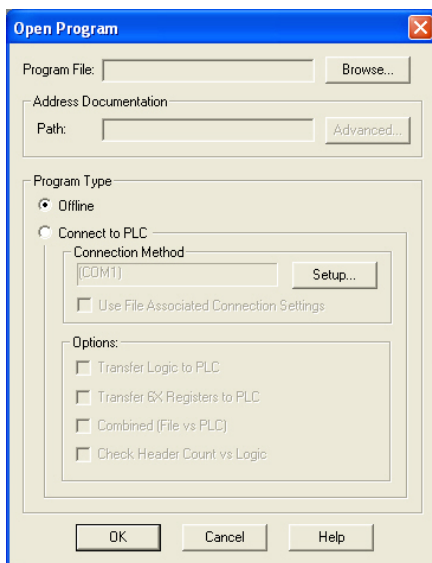 Open Program
Program File: Browse...
Address Documentation
Path: Advanced...
Program Type
Offline
Connect to PLC
Connection Method
(COM1) Setup...
Use File Associated Connection Settings
Options:
Transfer Logic to PLC
Transfer 6X Registers to PLC
Combined (File vs PLC)
Check Header Count vs Logic
OK Cancel Help